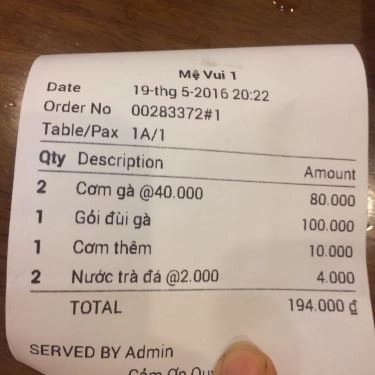 Mệ Vui 1
Date 19-thg 5-2016 20:22
Order No 00283372#1
Table/Pax 1A/1
Qty Description Amount
2 Cơm gà @40.000 80.000
1 Gỏi đùi gà 100.000
1 Cơm thêm 10.000
2 Nước trà đá @2.000 4.000
TOTAL 194.000 ₫
SERVED BY Admin
Cám Ơn